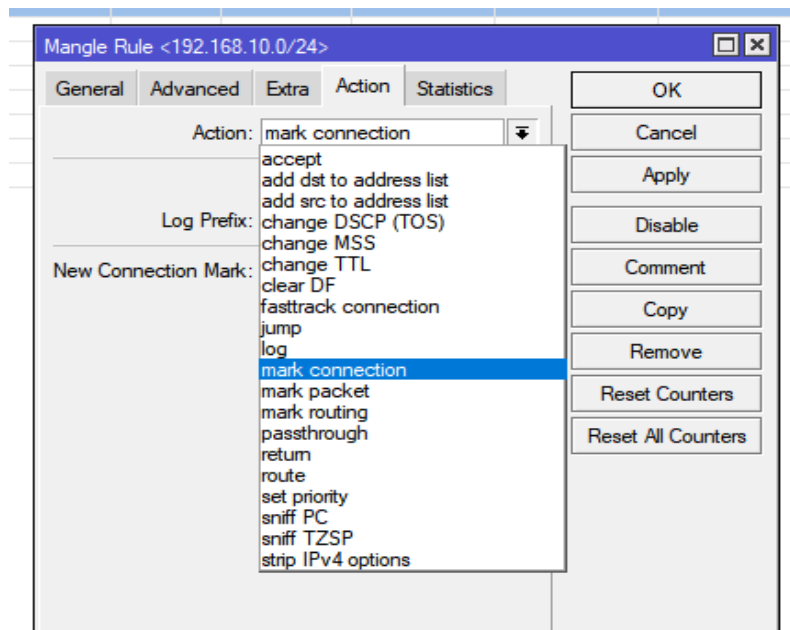 Mangle Rule <192.168.10.0/24>
General Advanced Extra Action Statistics
OK
Action: mark connection
Cancel
accept
add dst to address list
Apply
add src to address list
Log Prefix: change DSCP (TOS)
Disable
change MSS
New Connection Mark: change TTL
Comment
clear DF
fasttrack connection
Copy
jump
log
Remove
mark connection
mark packet
Reset Counters
mark routing
passthrough
Reset All Counters
return
route
set priority
sniff PC
sniff TZSP
strip IPv4 options